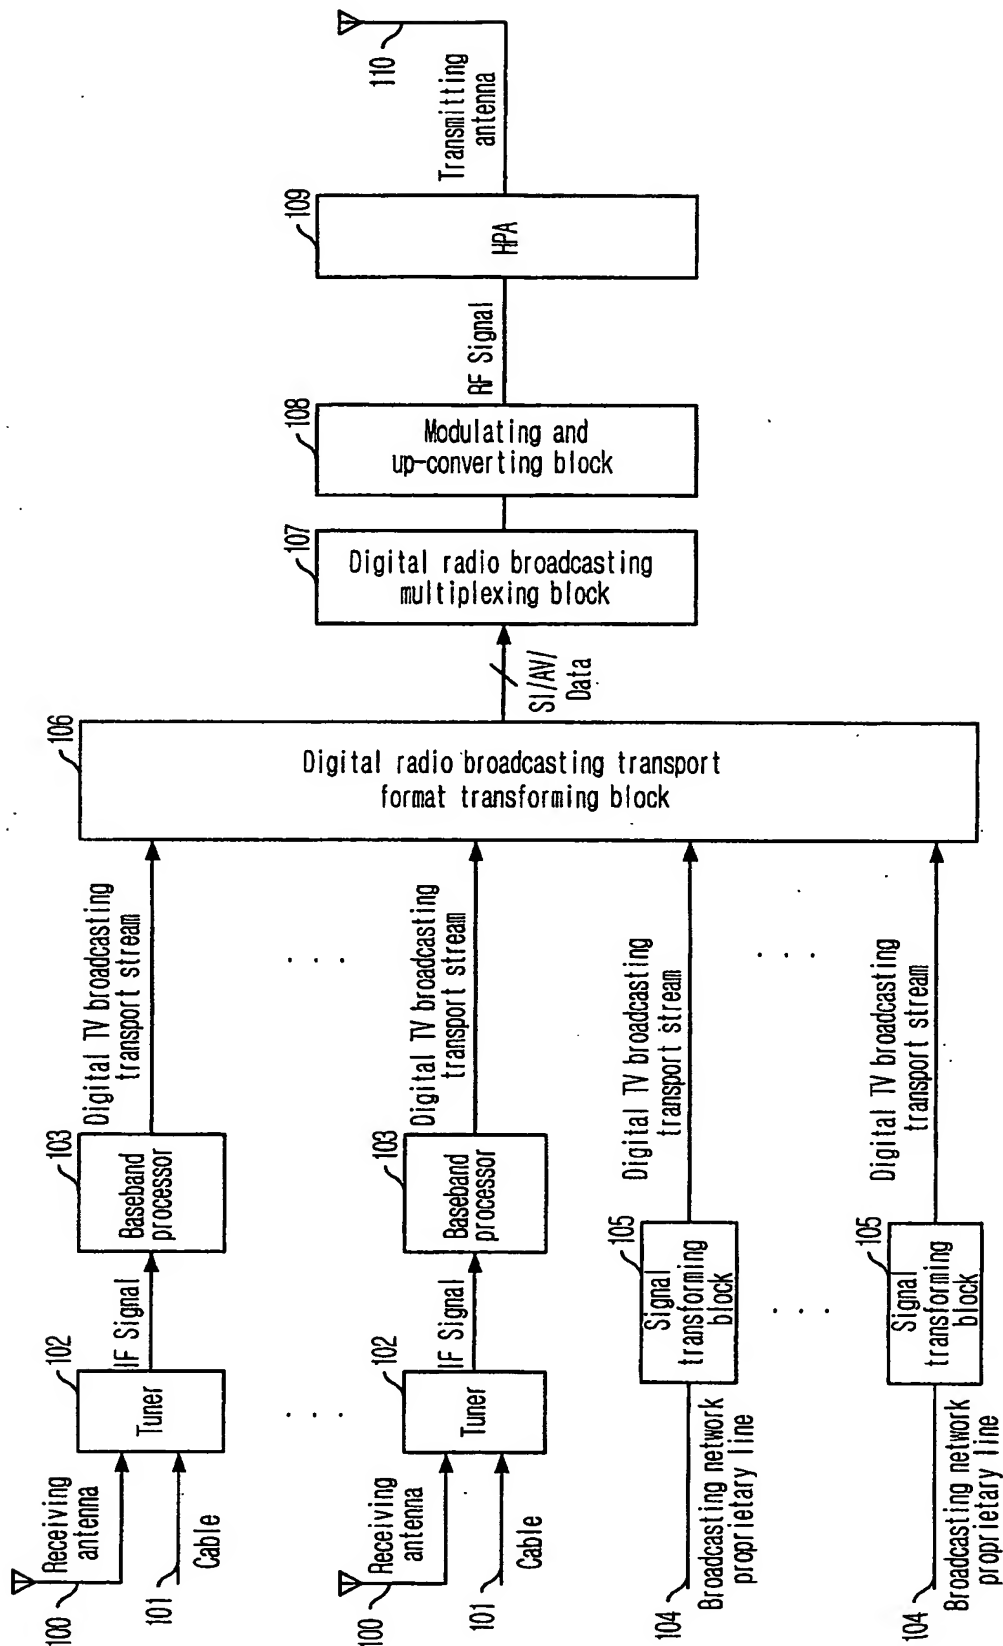 100
Receiving
antenna
101
Cable
102
Tuner
IF Signal
103
Baseband
processor
Digital TV broadcasting
transport stream
100
Receiving
antenna
101
Cable
102
Tuner
IF Signal
103
Baseband
processor
Digital TV broadcasting
transport stream
104
Broadcasting network
proprietary line
105
Signal
transforming
block
Digital TV broadcasting
transport stream
104
Broadcasting network
proprietary line
105
Signal
transforming
block
Digital TV broadcasting
transport stream
106
Digital radio broadcasting transport
format transforming block
SI/AV/
Data
107
Digital radio broadcasting
multiplexing block
108
Modulating and
up-converting block
RF Signal
109
HPA
Transmitting
antenna
110